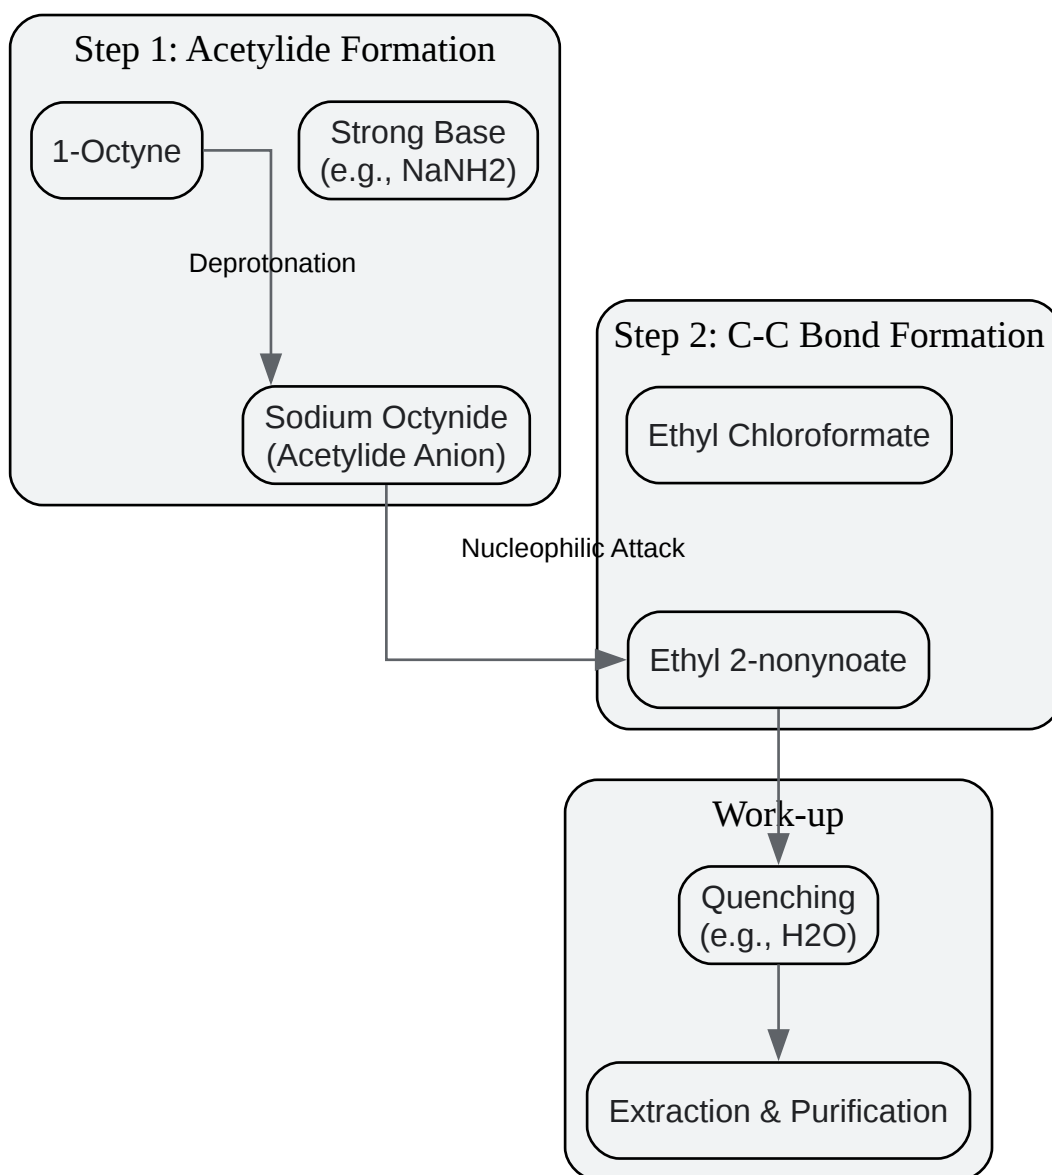 Step 1: Acetylide Formation
1-Octyne
Strong Base
(e.g., NaNH2)
Deprotonation
Sodium Octynide
(Acetylide Anion)
Step 2: C-C Bond Formation
Ethyl Chloroformate
Nucleophilic Attack
Ethyl 2-nonynoate
Work-up
Quenching
(e.g., H2O)
Extraction & Purification